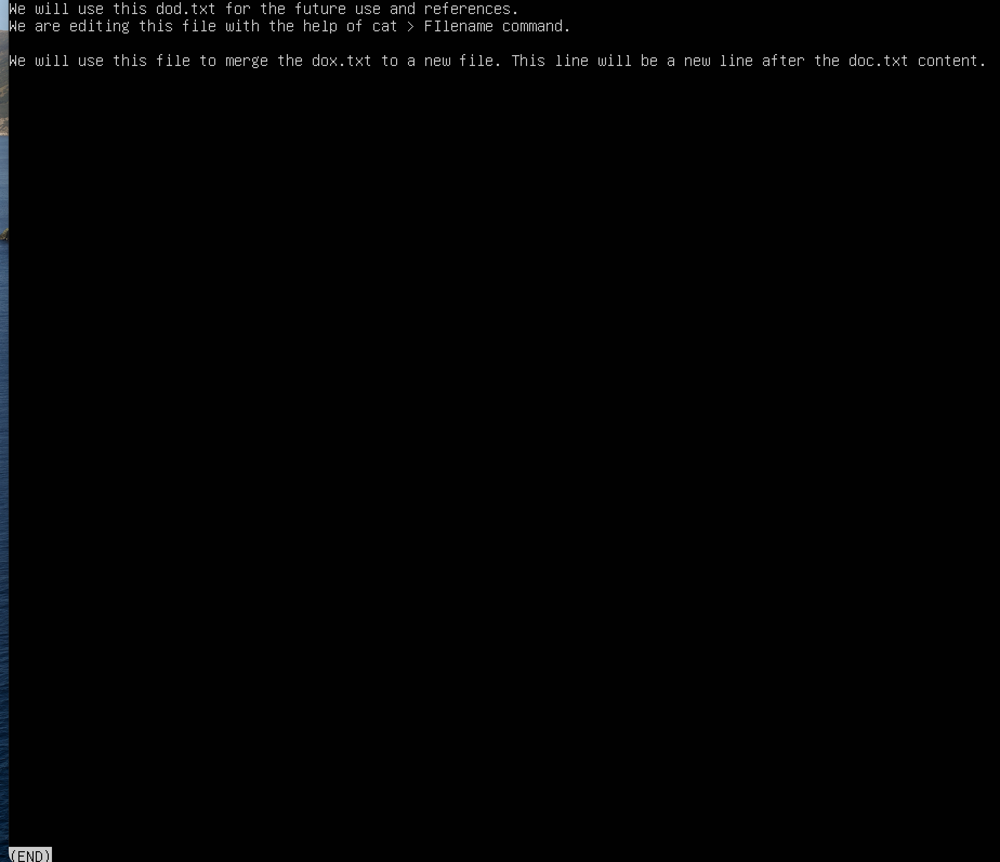 We will use this dod.txt for the future use and references.
We are editing this file with the help of cat > FIlename command.
We will use this file to merge the dox.txt to a new file. This line will be a new line after the doc.txt content.
(END)